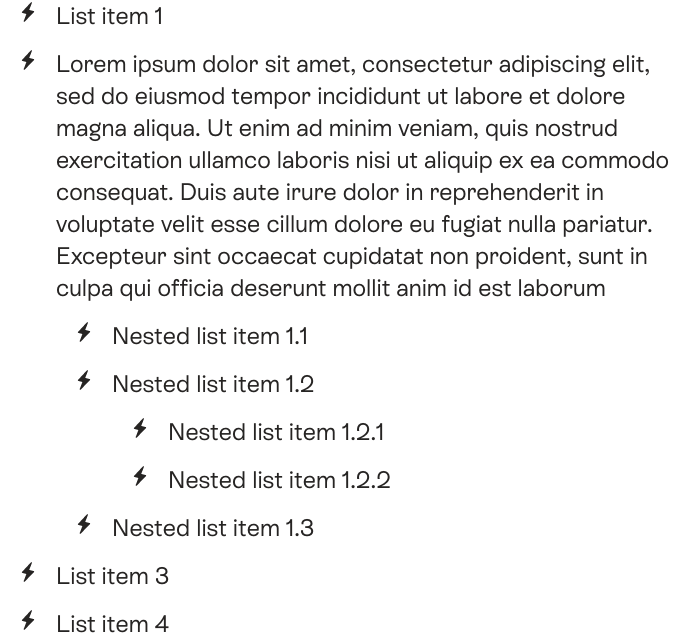 List item 1
Lorem ipsum dolor sit amet, consectetur adipiscing elit,
sed do eiusmod tempor incididunt ut labore et dolore
magna aliqua. Ut enim ad minim veniam, quis nostrud
exercitation ullamco laboris nisi ut aliquip ex ea commodo
consequat. Duis aute irure dolor in reprehenderit in
voluptate velit esse cillum dolore eu fugiat nulla pariatur.
Excepteur sint occaecat cupidatat non proident, sunt in
culpa qui officia deserunt mollit anim id est laborum
Nested list item 1.1
Nested list item 1.2
Nested list item 1.2.1
Nested list item 1.2.2
Nested list item 1.3
List item 3
List item 4